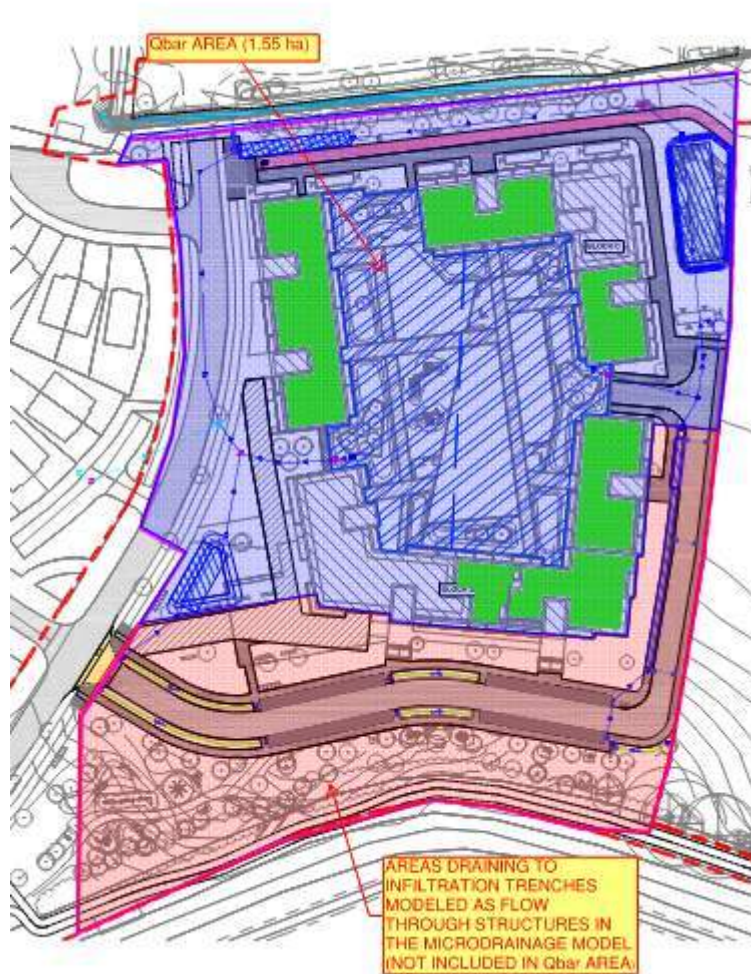 Qbar AREA (1.55 ha)
AREAS DRAINING TO
INFILTRATION TRENCHES
MODELED AS FLOW
THROUGH STRUCTURES IN
THE MICRODRAINAGE MODEL
(NOT INCLUDED IN Qbar AREA)